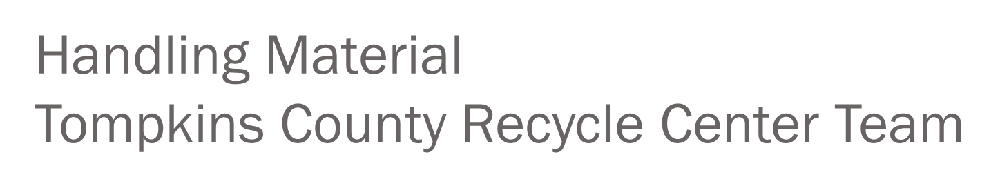 Handling Material
Tompkins County Recycle Center Team